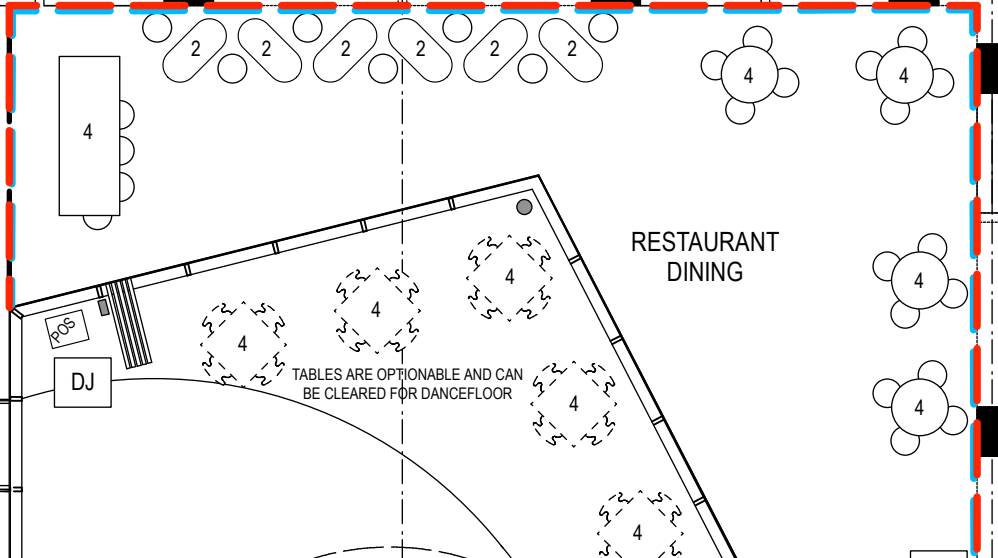 2 2 2 2 2 2
4 4
4
RESTAURANT
DINING
4
4
4
4
POS
DJ
TABLES ARE OPTIONABLE AND CAN
BE CLEARED FOR DANCEFLOOR
4
4
4